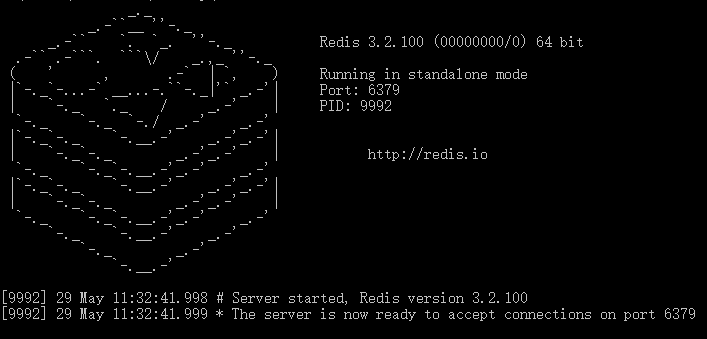 Redis 3.2.100 (00000000/0) 64 bit
Running in standalone mode
Port: 6379
PID: 9992
http://redis.io
[9992] 29 May 11:32:41.998 # Server started, Redis version 3.2.100
[9992] 29 May 11:32:41.999 * The server is now ready to accept connections on port 6379